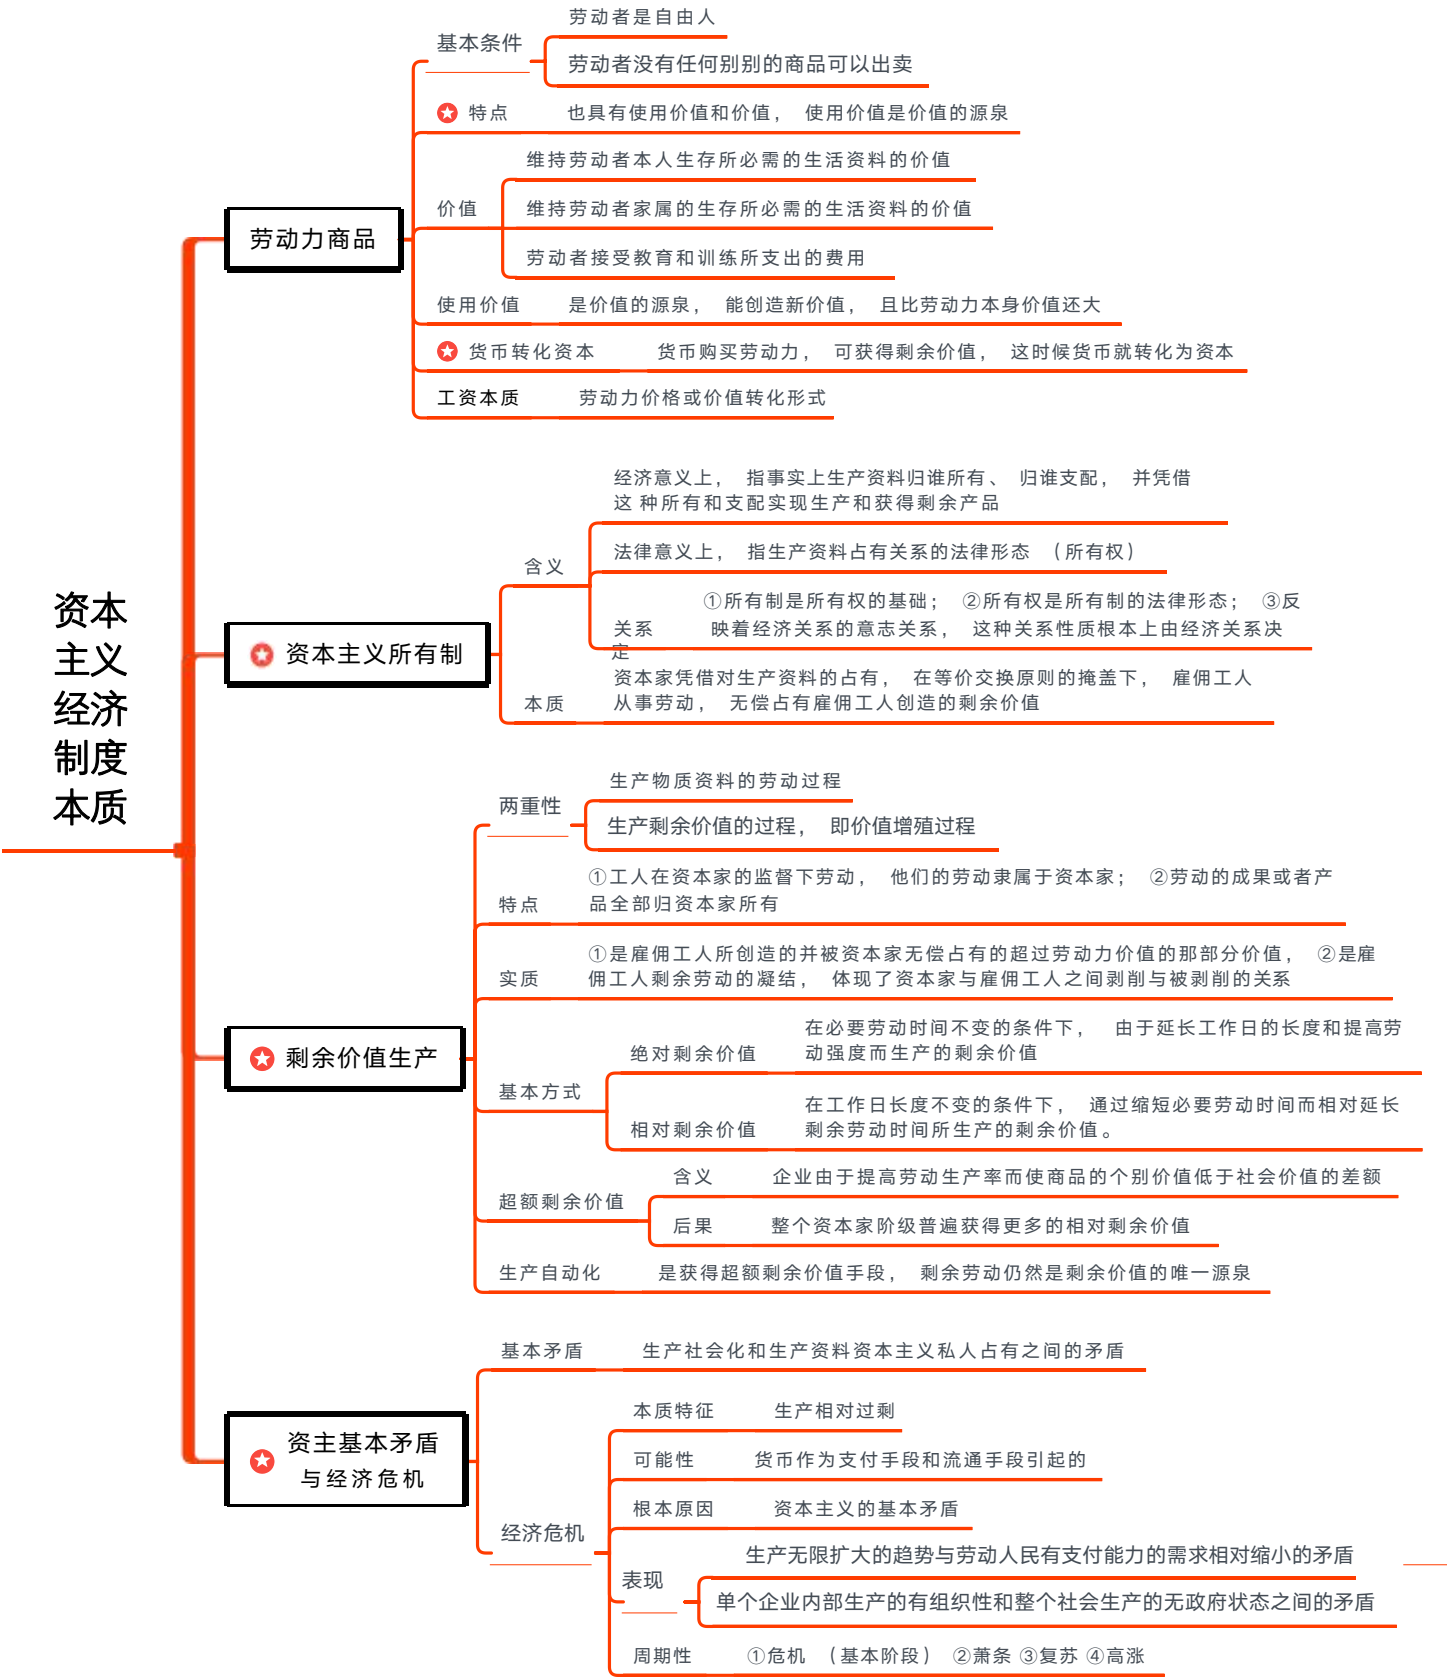 资本
主义
经济
制度
本质
劳动力商品
基本条件
劳动者是自由人
劳动者没有任何别别的商品可以出卖
特点 也具有使用价值和价值， 使用价值是价值的源泉
价值
维持劳动者本人生存所必需的生活资料的价值
维持劳动者家属的生存所必需的生活资料的价值
劳动者接受教育和训练所支出的费用
使用价值 是价值的源泉， 能创造新价值， 且比劳动力本身价值还大
货币转化资本 货币购买劳动力， 可获得剩余价值， 这时候货币就转化为资本
工资本质 劳动力价格或价值转化形式
资本主义所有制
含义
经济意义上， 指事实上生产资料归谁所有、 归谁支配， 并凭借
这 种所有和支配实现生产和获得剩余产品
法律意义上， 指生产资料占有关系的法律形态 （所有权）
①所有制是所有权的基础； ②所有权是所有制的法律形态； ③反
关系 映着经济关系的意志关系， 这种关系性质根本上由经济关系决
定
本质
资本家凭借对生产资料的占有， 在等价交换原则的掩盖下， 雇佣工人
从事劳动， 无偿占有雇佣工人创造的剩余价值
剩余价值生产
两重性
生产物质资料的劳动过程
生产剩余价值的过程， 即价值增殖过程
特点
①工人在资本家的监督下劳动， 他们的劳动隶属于资本家； ②劳动的成果或者产
品全部归资本家所有
实质
①是雇佣工人所创造的并被资本家无偿占有的超过劳动力价值的那部分价值， ②是雇
佣工人剩余劳动的凝结， 体现了资本家与雇佣工人之间剥削与被剥削的关系
基本方式
绝对剩余价值
在必要劳动时间不变的条件下， 由于延长工作日的长度和提高劳
动强度而生产的剩余价值
相对剩余价值
在工作日长度不变的条件下， 通过缩短必要劳动时间而相对延长
剩余劳动时间所生产的剩余价值。
超额剩余价值
含义 企业由于提高劳动生产率而使商品的个别价值低于社会价值的差额
后果 整个资本家阶级普遍获得更多的相对剩余价值
生产自动化 是获得超额剩余价值手段， 剩余劳动仍然是剩余价值的唯一源泉
资主基本矛盾
与经济危机
基本矛盾 生产社会化和生产资料资本主义私人占有之间的矛盾
经济危机
本质特征 生产相对过剩
可能性 货币作为支付手段和流通手段引起的
根本原因 资本主义的基本矛盾
表现
生产无限扩大的趋势与劳动人民有支付能力的需求相对缩小的矛盾
单个企业内部生产的有组织性和整个社会生产的无政府状态之间的矛盾
周期性 ①危机 （基本阶段） ②萧条 ③复苏 ④高涨